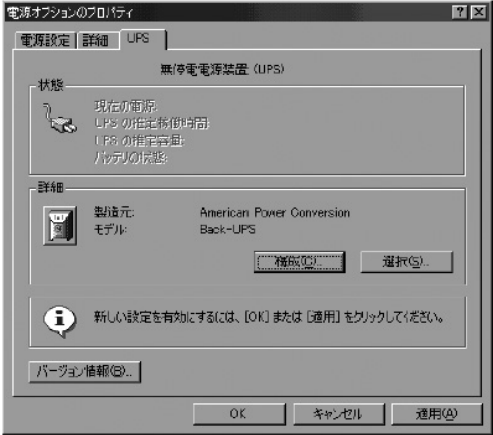 電源オプションのプロパティ
電源設定 詳細 UPS
無停電電源装置 (UPS)
状態
現在の電源:
UPS の推定稼働時間:
UPS の推定容量:
バッテリの状態:
詳細
製造元: American Power Conversion
モデル: Back-UPS
構成(C)... 選択(S)...
新しい設定を有効にするには、[OK] または [適用] をクリックしてください。
バージョン情報(B)...
OK キャンセル 適用(A)